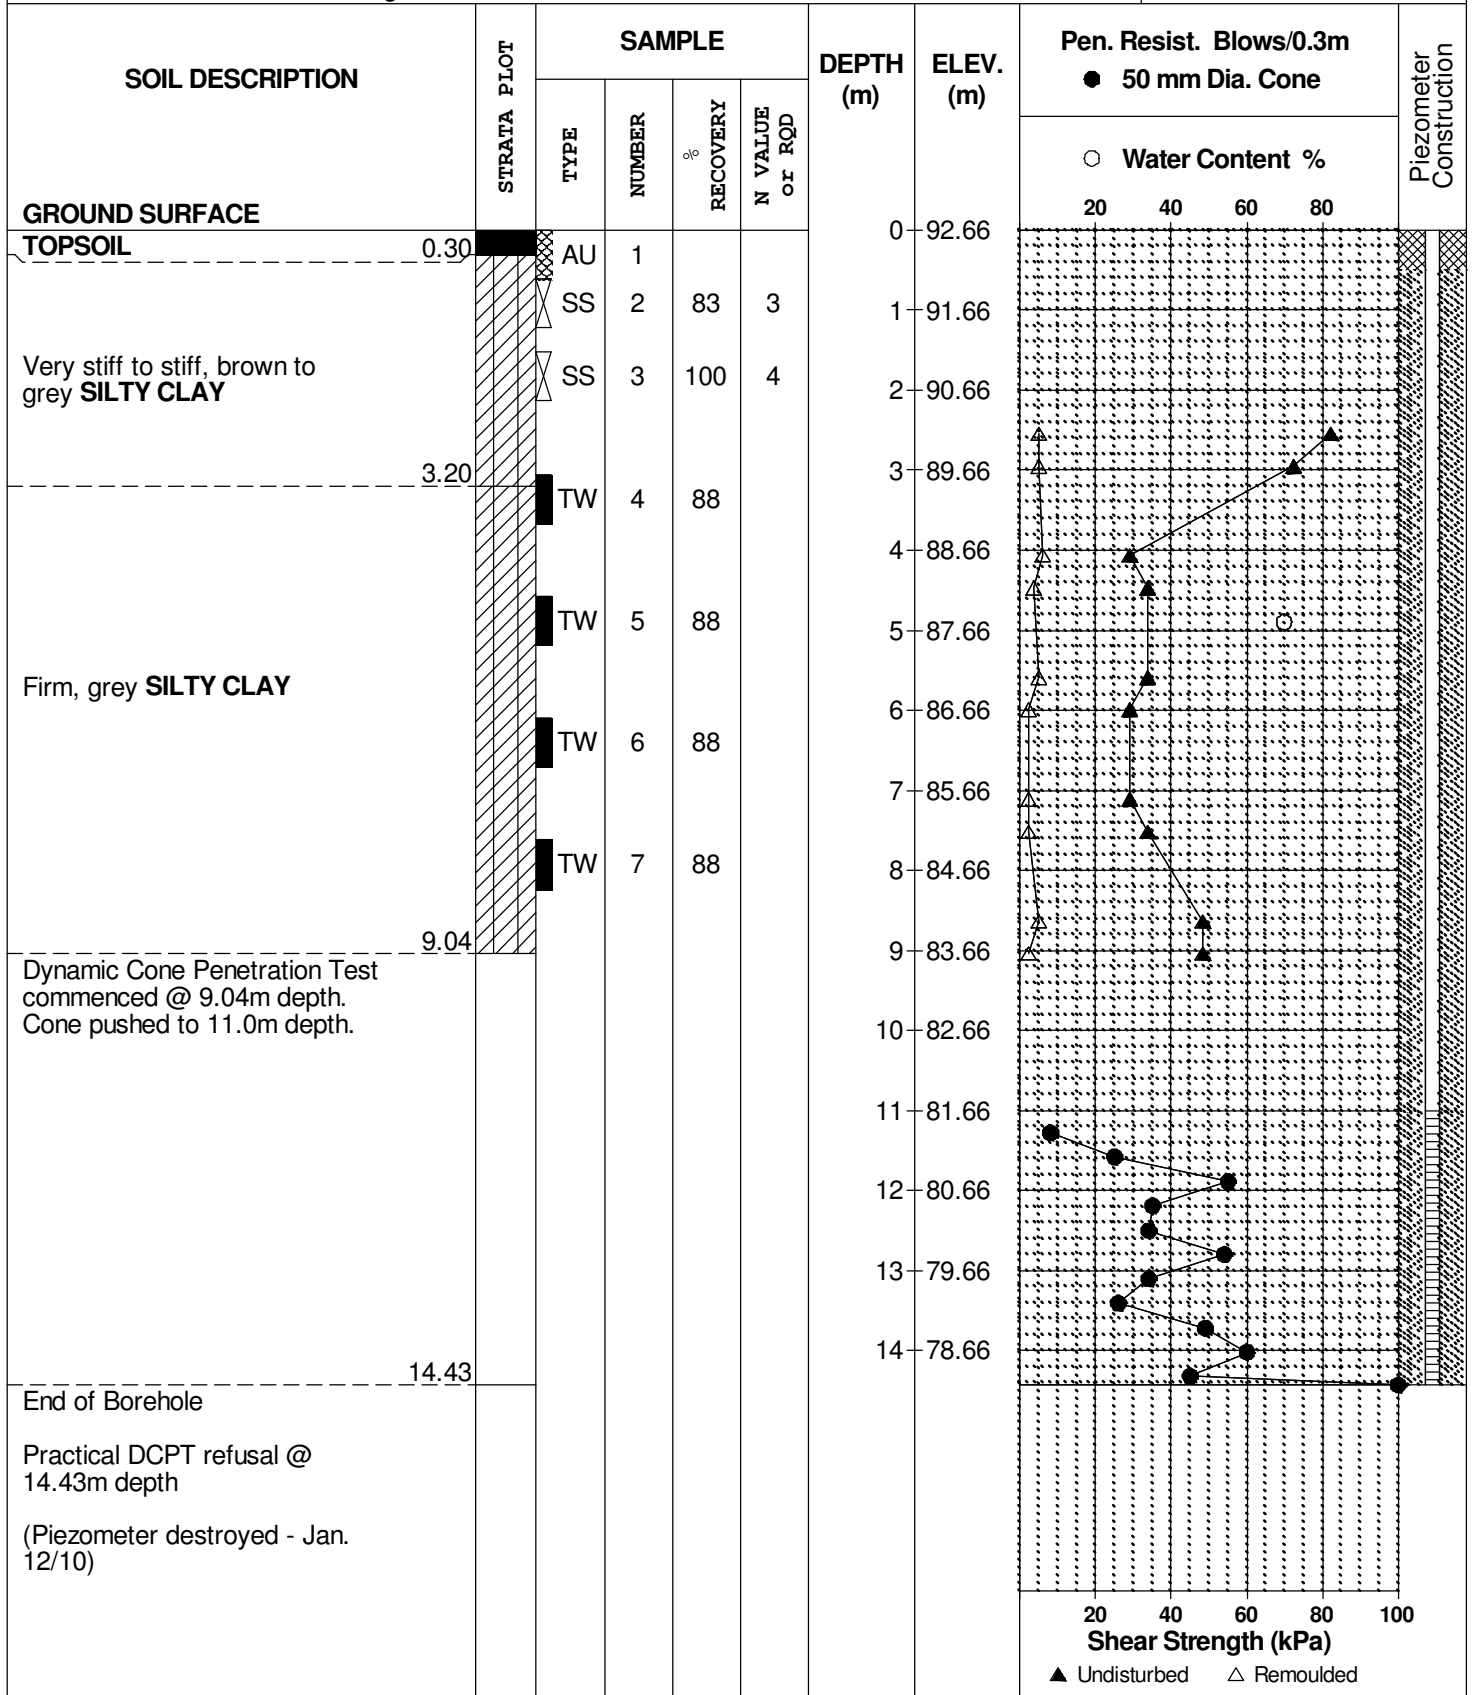 SOIL DESCRIPTION
GROUND SURFACE
STRATA PLOT
SAMPLE
TYPE
NUMBER
% RECOVERY
N VALUE or RQD
DEPTH (m)
ELEV. (m)
Pen. Resist. Blows/0.3m
● 50 mm Dia. Cone
○ Water Content %
20 40 60 80
Piezometer Construction
TOPSOIL 0.30
AU 1
0 92.66
SS 2 83 3
1 91.66
Very stiff to stiff, brown to
grey SILTY CLAY
SS 3 100 4
2 90.66
3.20
3 89.66
TW 4 88
4 88.66
TW 5 88
5 87.66
Firm, grey SILTY CLAY
6 86.66
TW 6 88
7 85.66
TW 7 88
8 84.66
9.04
9 83.66
Dynamic Cone Penetration Test
commenced @ 9.04m depth.
Cone pushed to 11.0m depth.
10 82.66
11 81.66
12 80.66
13 79.66
14 78.66
14.43
End of Borehole
Practical DCPT refusal @
14.43m depth
(Piezometer destroyed - Jan.
12/10)
20 40 60 80 100
Shear Strength (kPa)
▲ Undisturbed △ Remoulded